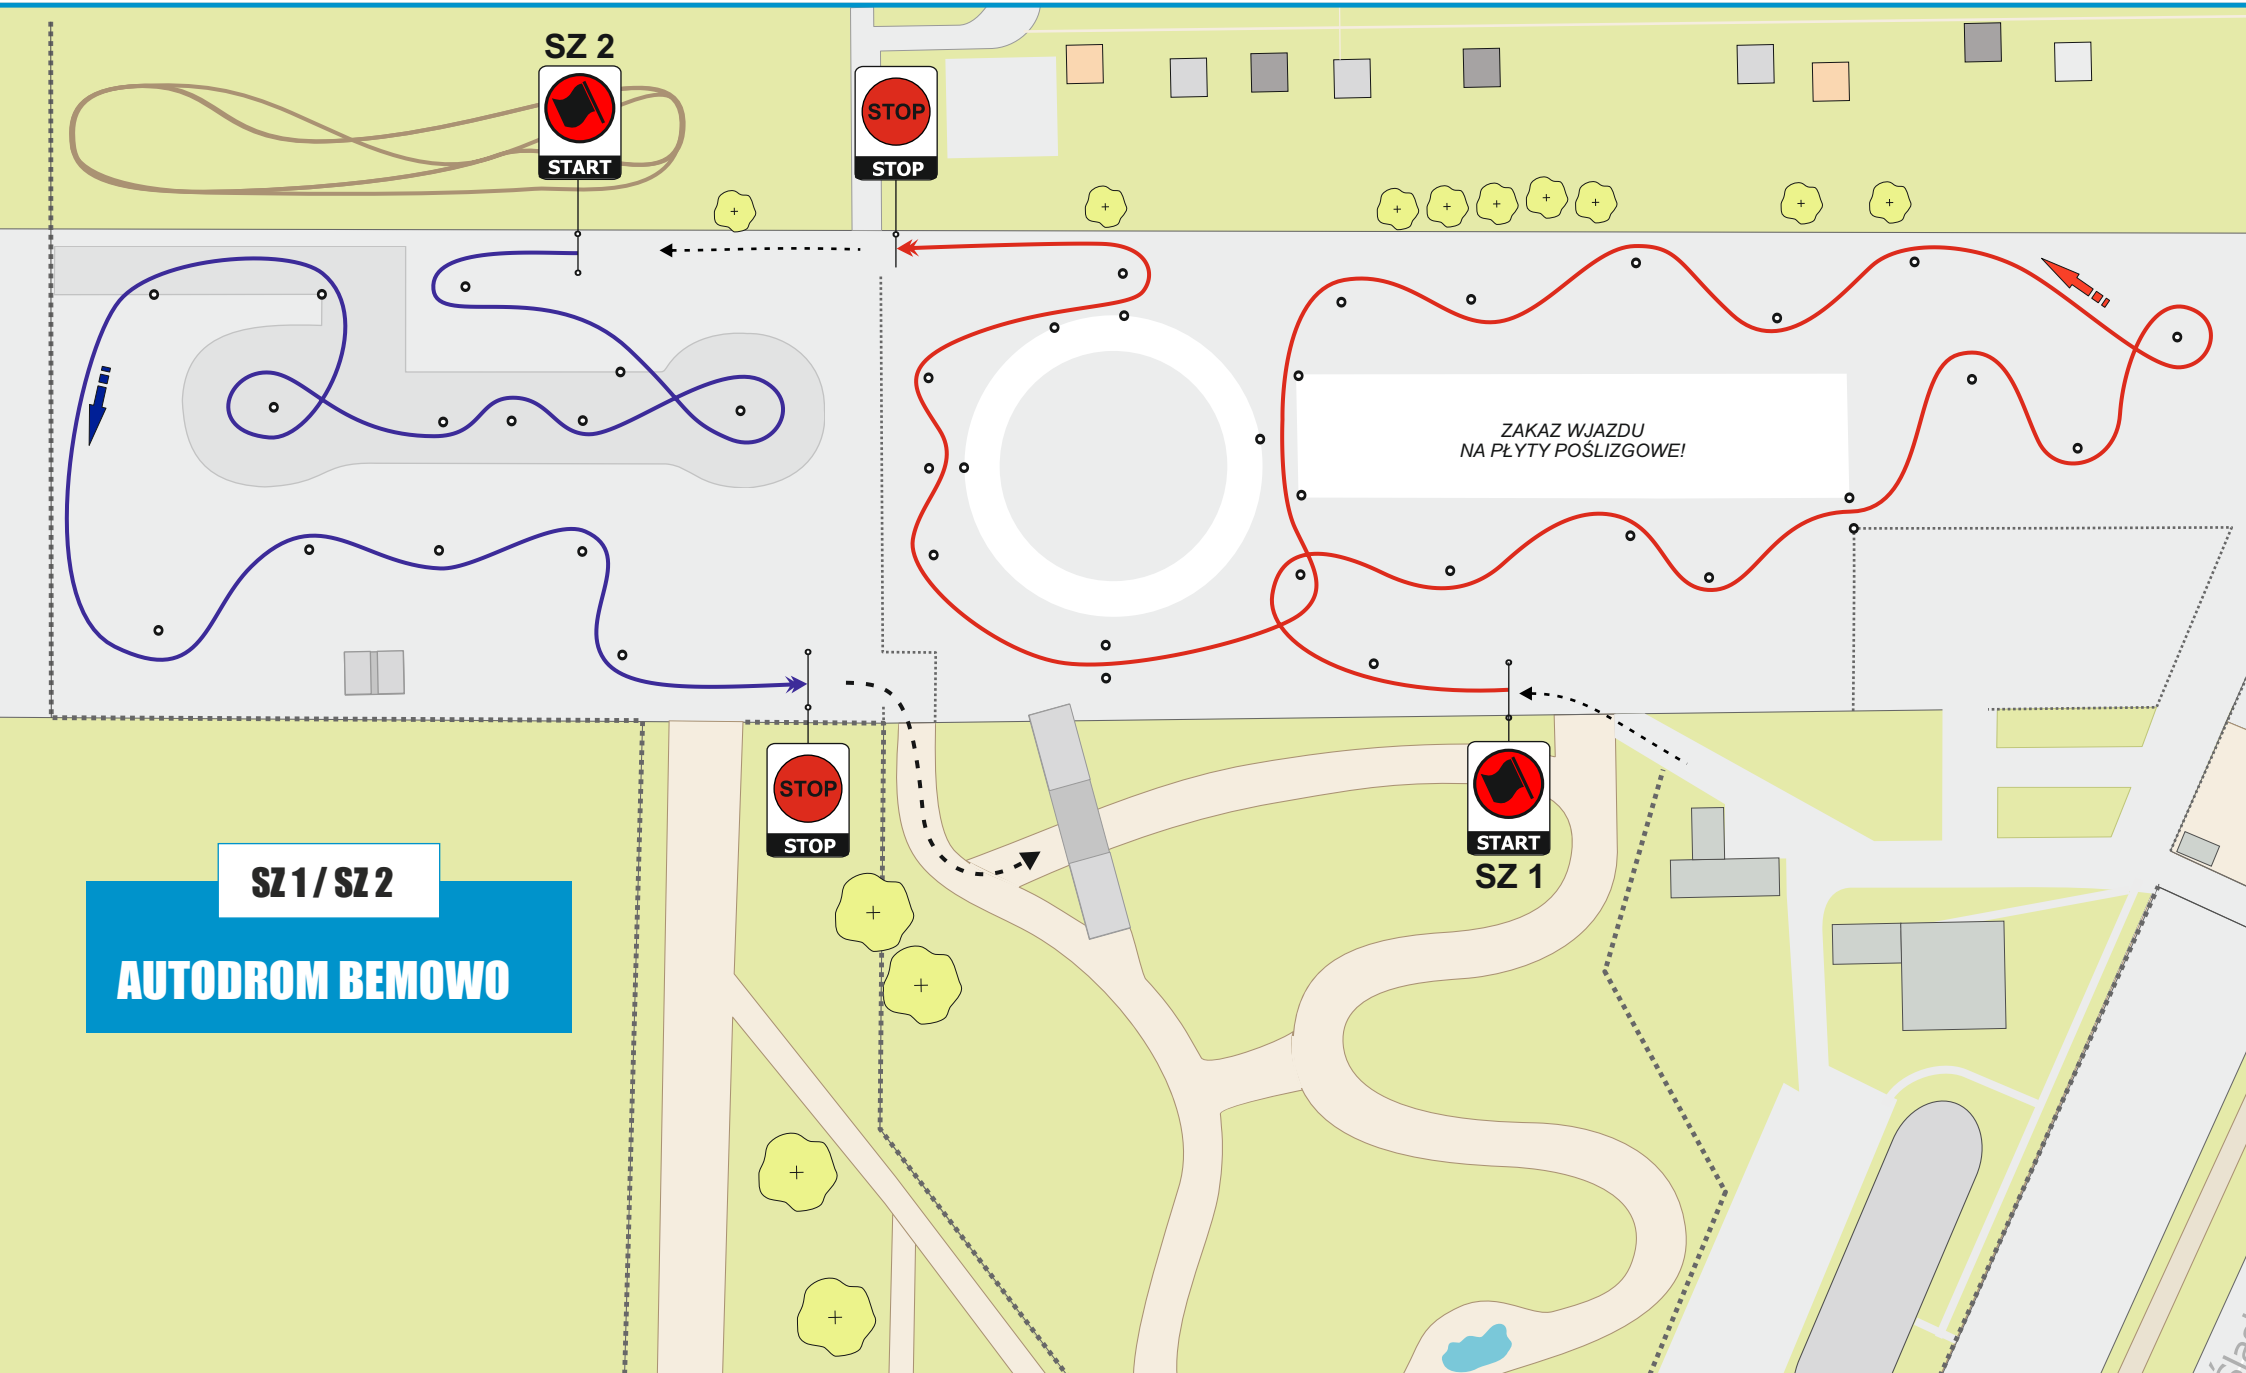 SZ 2
START
STOP
STOP
ZAKAZ WJAZDU
NA PŁYTY POŚLIZGOWE!
STOP
STOP
START
SZ 1
SZ 1 / SZ 2
AUTODROM BEMOWO